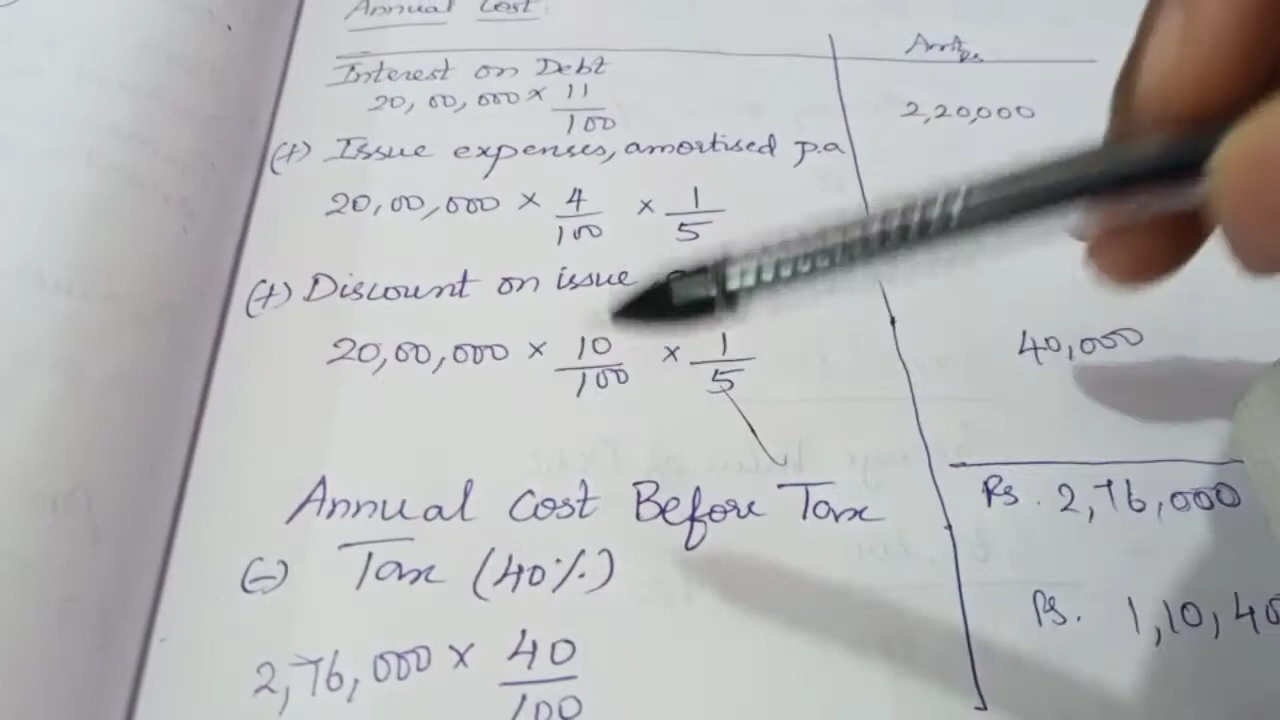 Annual Cost.
Amt Rs
Interest on Debt
20,00,000 × 11/100
2,20,000
(+) Issue expenses, amortised p.a
20,00,000 × 4/100 × 1/5
(+) Discount on issue
20,00,000 × 10/100 × 1/5
40,000
Annual Cost Before Tax
Rs. 2,76,000
(-) Tax (40%)
Rs. 1,10,40
2,76,000 × 40/100